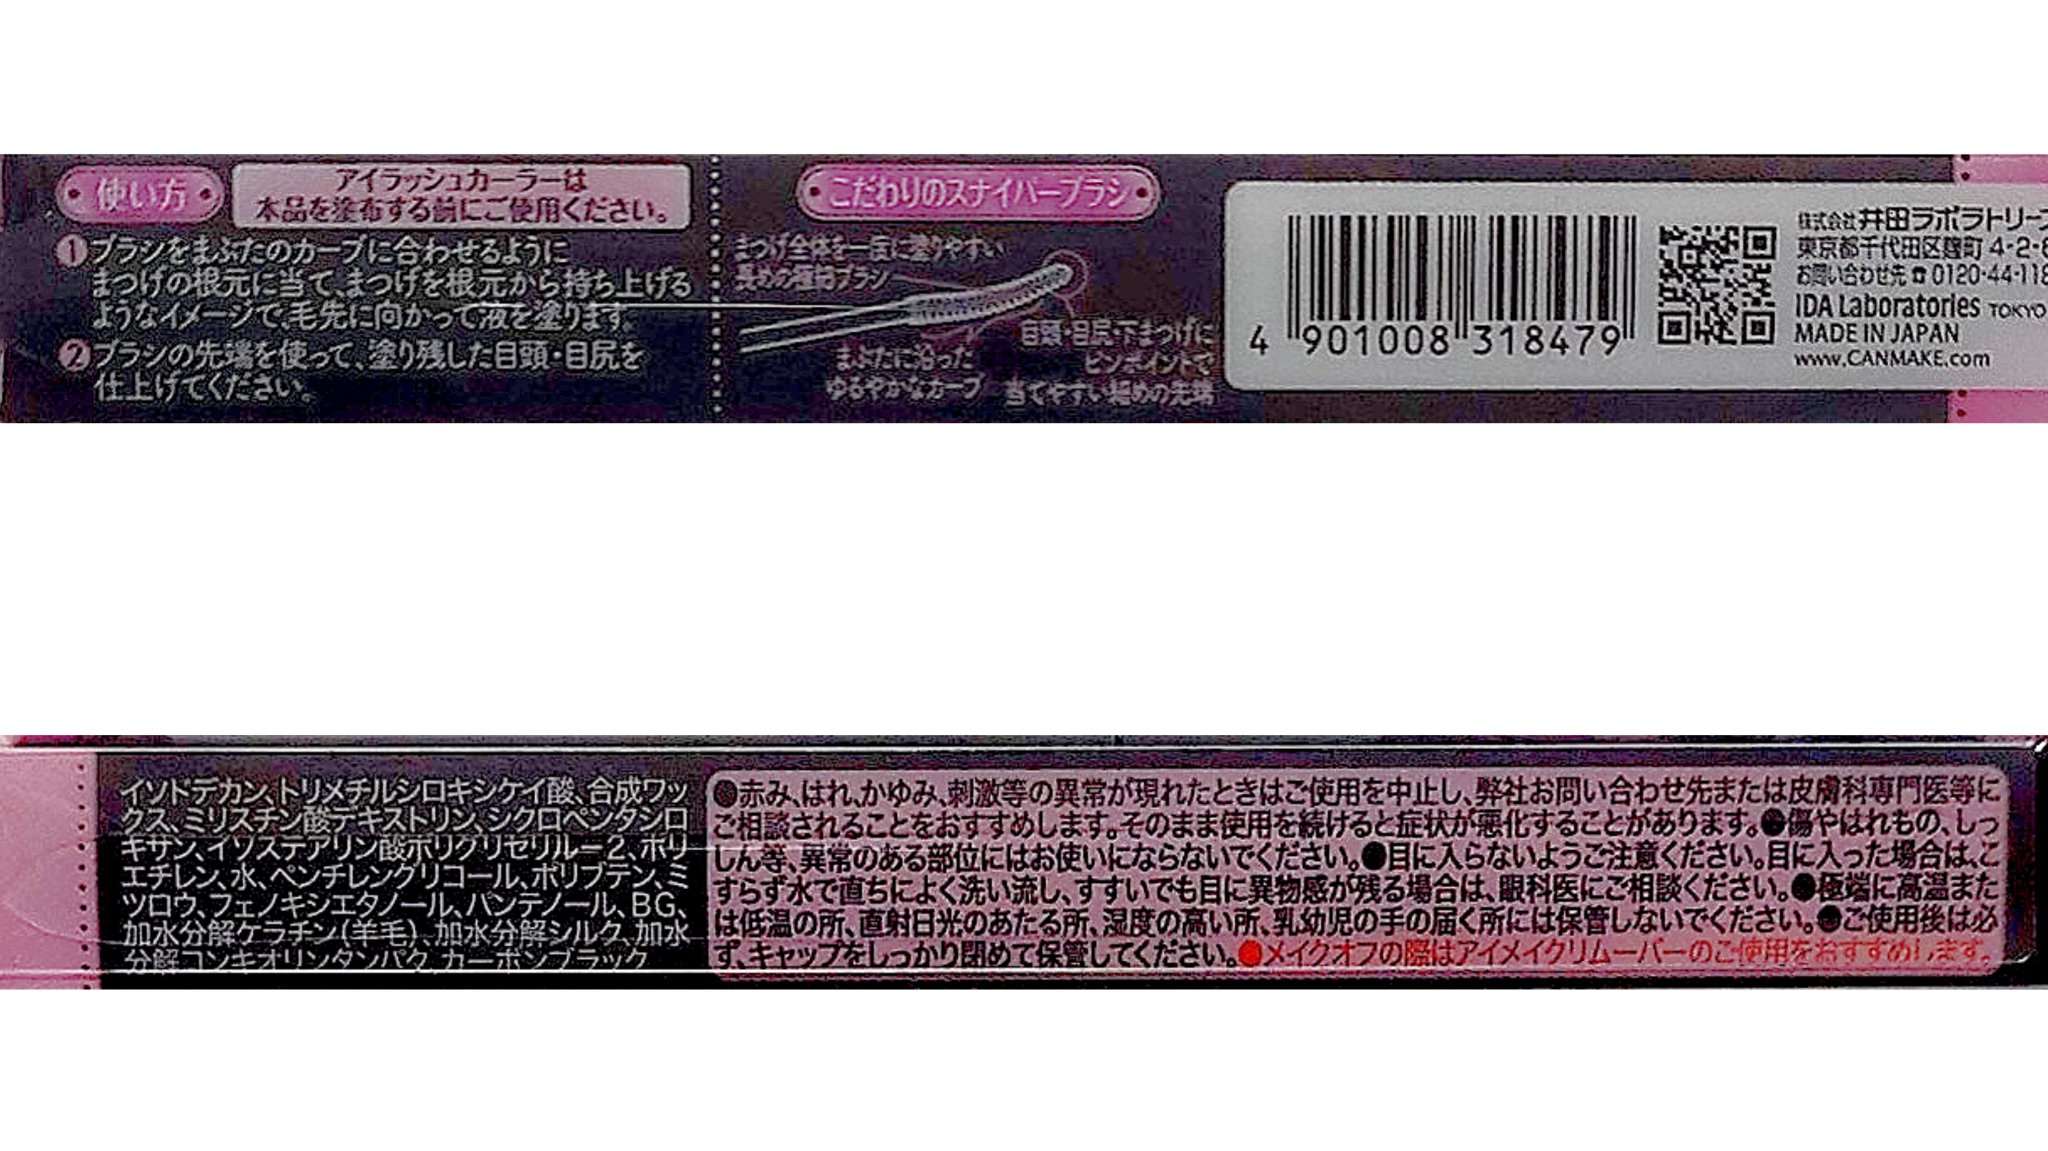 使い方
アイラッシュカーラーは
本品を塗布する前にご使用ください。
① ブラシをまぶたのカーブに合わせるように
まつげの根元に当て、まつげを根元から持ち上げる
ようなイメージで、毛先に向かって液を塗ります。
② ブラシの先端を使って、塗り残した目頭・目尻を
仕上げてください。
こだわりのスナイパーブラシ
まつげ全体を一度に塗りやすい
長めの極細ブラシ
まぶたに沿った
ゆるやかなカーブ
目頭・目尻・下まつげに
ピンポイントで
当てやすい細めの先端
4 901008 318479
株式会社 井田ラボラトリー
東京都千代田区麹町 4-2-
お問い合わせ先 ☎ 0120-44-118
IDA Laboratories TOKYO
MADE IN JAPAN
www.CANMAKE.com
イソドデカン、トリメチルシロキシケイ酸、合成ワッ
クス、ミリスチン酸デキストリン、シクロペンタシロ
キサン、イソステアリン酸ポリグリセリル-2、ポリ
エチレン、水、ペンチレングリコール、ポリブテン、ミ
ツロウ、フェノキシエタノール、パンテノール、BG、
加水分解ケラチン(羊毛)、加水分解シルク、加水
分解コンキオリンタンパク、カーボンブラック
●赤み、はれ、かゆみ、刺激等の異常が現れたときはご使用を中止し、弊社お問い合わせ先または皮膚科専門医等に
ご相談されることをおすすめします。そのまま使用を続けると症状が悪化することがあります。●傷やはれもの、しっ
しん等、異常のある部位にはお使いにならないでください。●目に入らないようご注意ください。目に入った場合は、こ
すらず水で直ちによく洗い流し、すすいでも目に異物感が残る場合は、眼科医にご相談ください。●極端に高温また
は低温の所、直射日光のあたる所、湿度の高い所、乳幼児の手の届く所には保管しないでください。●ご使用後は必
ず、キャップをしっかり閉めて保管してください。●メイクオフの際はアイメイクリムーバーのご使用をおすすめします。